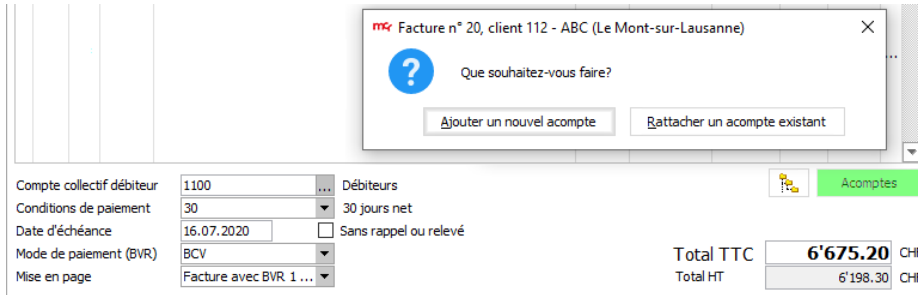 mcr Facture n° 20, client 112 - ABC (Le Mont-sur-Lausanne)
Que souhaitez-vous faire?
Ajouter un nouvel acompte Rattacher un acompte existant
...
Compte collectif débiteur 1100 ... Débiteurs Acomptes
Conditions de paiement 30 30 jours net
Date d'échéance 16.07.2020 Sans rappel ou relevé
Mode de paiement (BVR) BCV Total TTC 6'675.20 CHF
Mise en page Facture avec BVR 1 ... Total HT 6'198.30 CHF